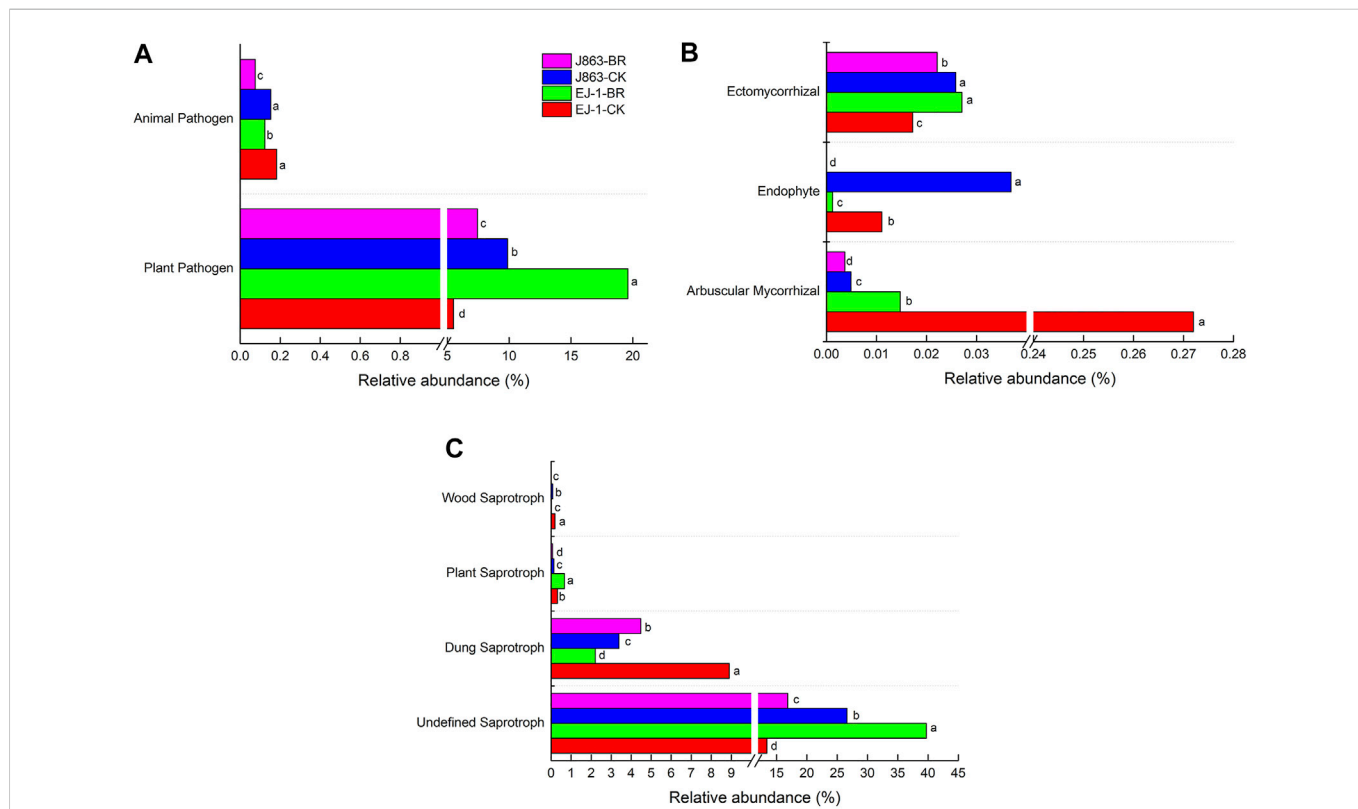 A
J863-BR
J863-CK
EJ-1-BR
EJ-1-CK
Animal Pathogen
c
a
b
a
Plant Pathogen
c
b
a
d
0.0 0.2 0.4 0.6 0.8 5 10 15 20
Relative abundance (%)
B
Ectomycorrhizal
b
a
a
c
Endophyte
d
a
c
b
Arbuscular Mycorrhizal
d
c
b
a
0.00 0.01 0.02 0.03 0.24 0.25 0.26 0.27 0.28
Relative abundance (%)
C
Wood Saprotroph
c
b
c
a
Plant Saprotroph
d
c
a
b
Dung Saprotroph
b
c
d
a
Undefined Saprotroph
c
b
a
d
0 1 2 3 4 5 6 7 8 9 15 20 25 30 35 40 45
Relative abundance (%)